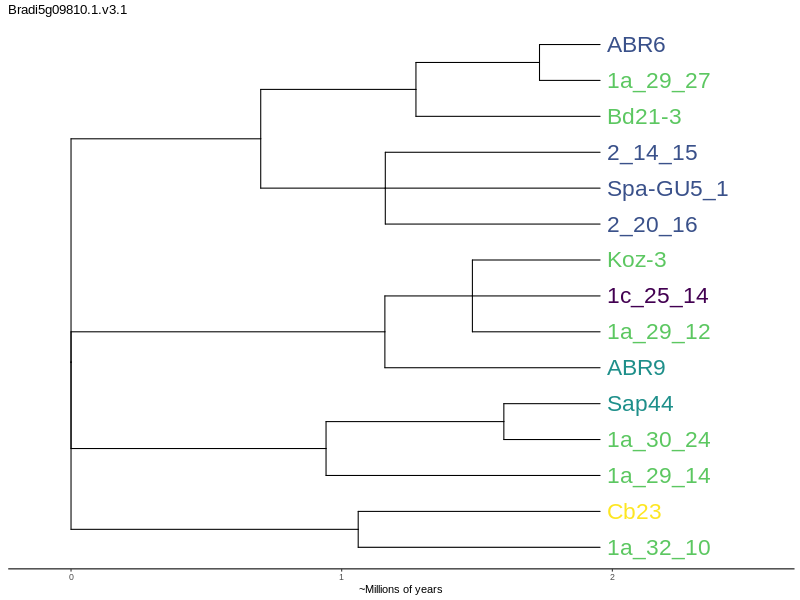 Bradi5g09810.1.v3.1
ABR6
1a_29_27
Bd21-3
2_14_15
Spa-GU5_1
2_20_16
Koz-3
1c_25_14
1a_29_12
ABR9
Sap44
1a_30_24
1a_29_14
Cb23
1a_32_10
0 1 2
~Millions of years